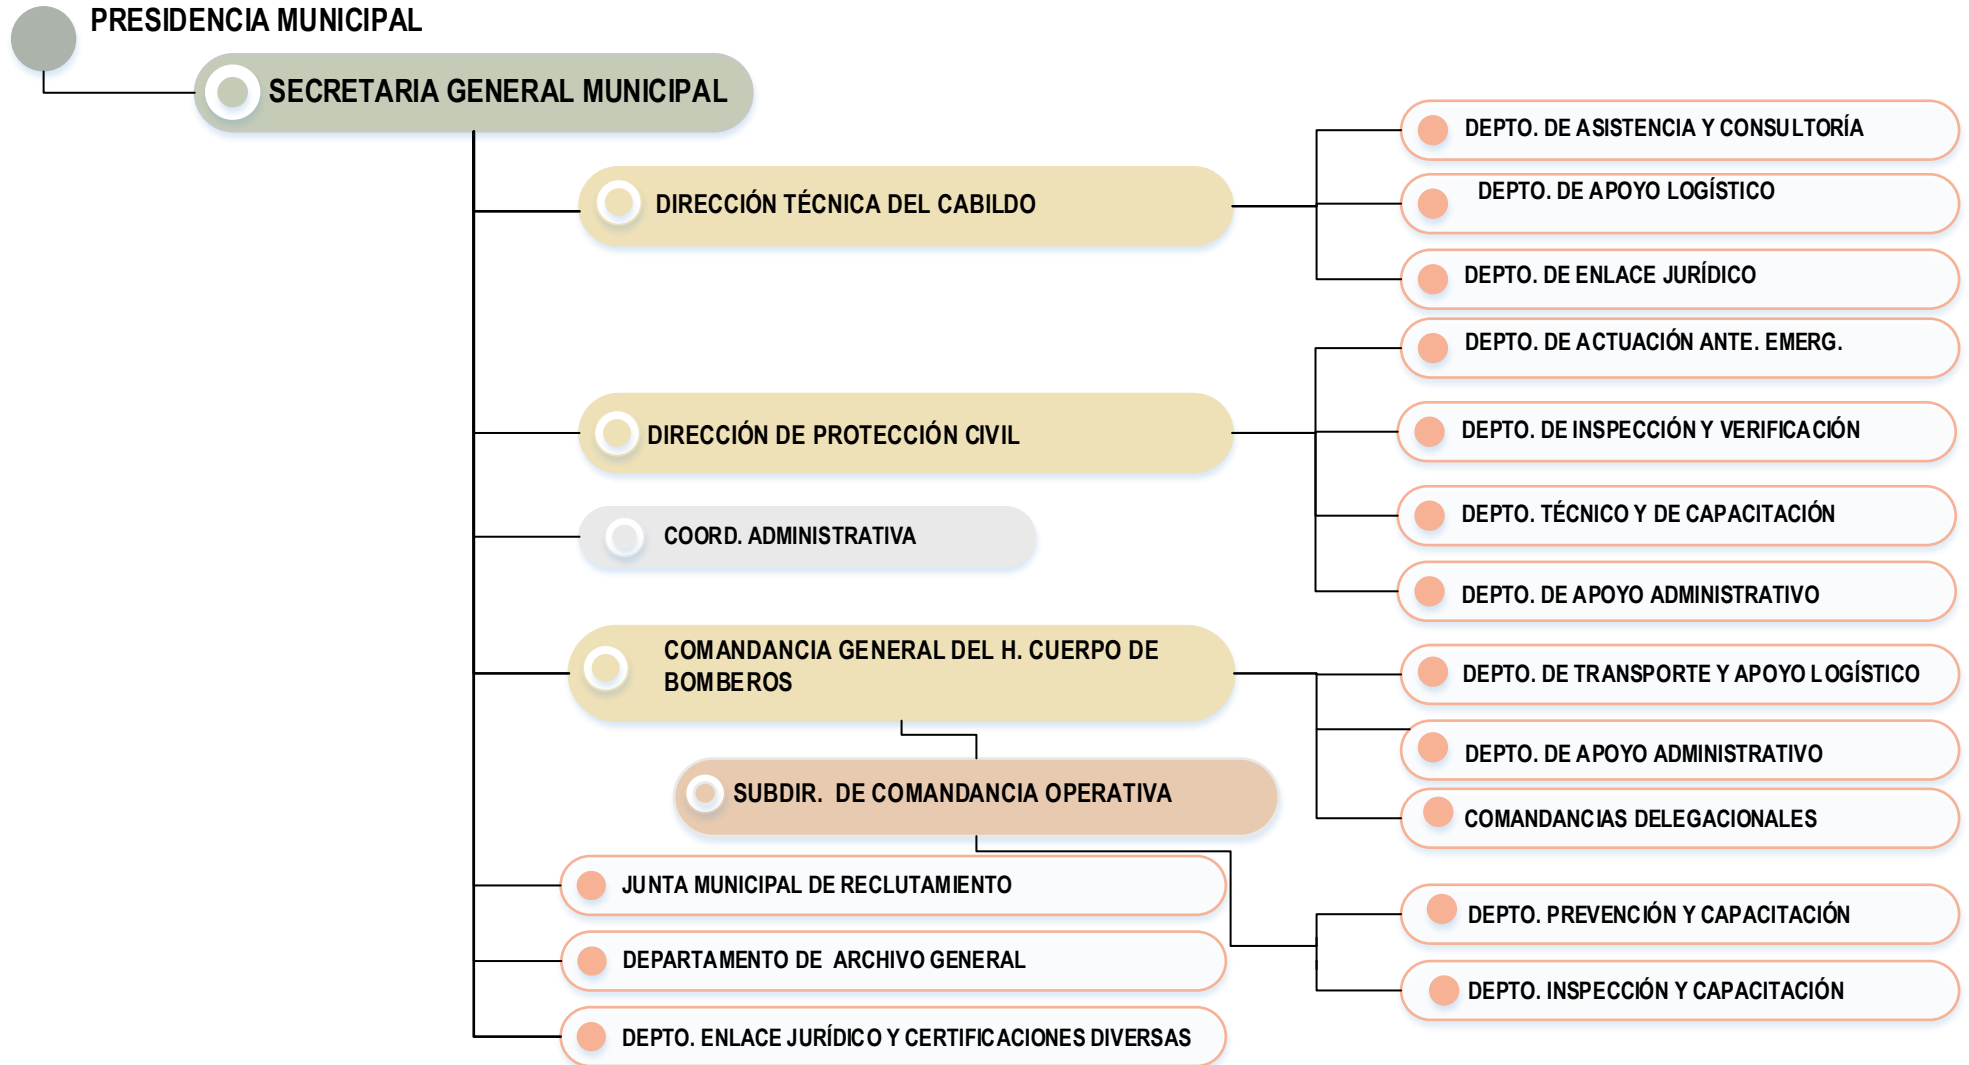 PRESIDENCIA MUNICIPAL
SECRETARIA GENERAL MUNICIPAL
DIRECCIÓN TÉCNICA DEL CABILDO
DEPTO. DE ASISTENCIA Y CONSULTORÍA
DEPTO. DE APOYO LOGÍSTICO
DEPTO. DE ENLACE JURÍDICO
DIRECCIÓN DE PROTECCIÓN CIVIL
DEPTO. DE ACTUACIÓN ANTE. EMERG.
DEPTO. DE INSPECCIÓN Y VERIFICACIÓN
DEPTO. TÉCNICO Y DE CAPACITACIÓN
DEPTO. DE APOYO ADMINISTRATIVO
COORD. ADMINISTRATIVA
COMANDANCIA GENERAL DEL H. CUERPO DE
BOMBEROS
DEPTO. DE TRANSPORTE Y APOYO LOGÍSTICO
DEPTO. DE APOYO ADMINISTRATIVO
COMANDANCIAS DELEGACIONALES
SUBDIR. DE COMANDANCIA OPERATIVA
DEPTO. PREVENCIÓN Y CAPACITACIÓN
DEPTO. INSPECCIÓN Y CAPACITACIÓN
JUNTA MUNICIPAL DE RECLUTAMIENTO
DEPARTAMENTO DE ARCHIVO GENERAL
DEPTO. ENLACE JURÍDICO Y CERTIFICACIONES DIVERSAS